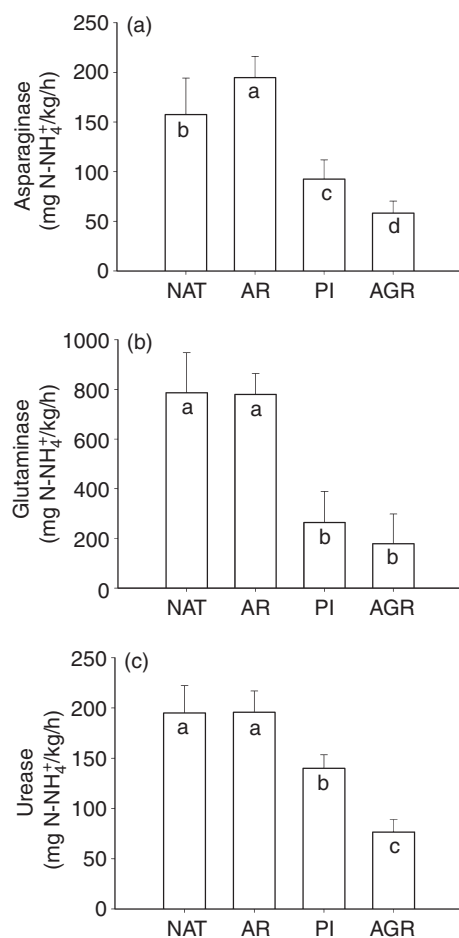 (a)
Asparaginase
(mg N-NH₄⁺/kg/h)
250
200
150
100
50
0
b
a
c
d
NAT AR PI AGR
(b)
Glutaminase
(mg N-NH₄⁺/kg/h)
1000
800
600
400
200
0
a
a
b
b
NAT AR PI AGR
(c)
Urease
(mg N-NH₄⁺/kg/h)
250
200
150
100
50
0
a
a
b
c
NAT AR PI AGR